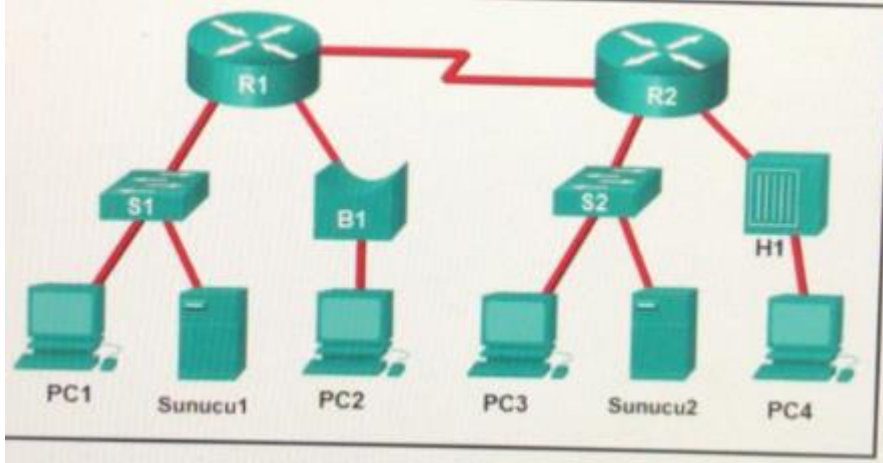 R1
R2
S1
B1
S2
H1
PC1
Sunucu1
PC2
PC3
Sunucu2
PC4